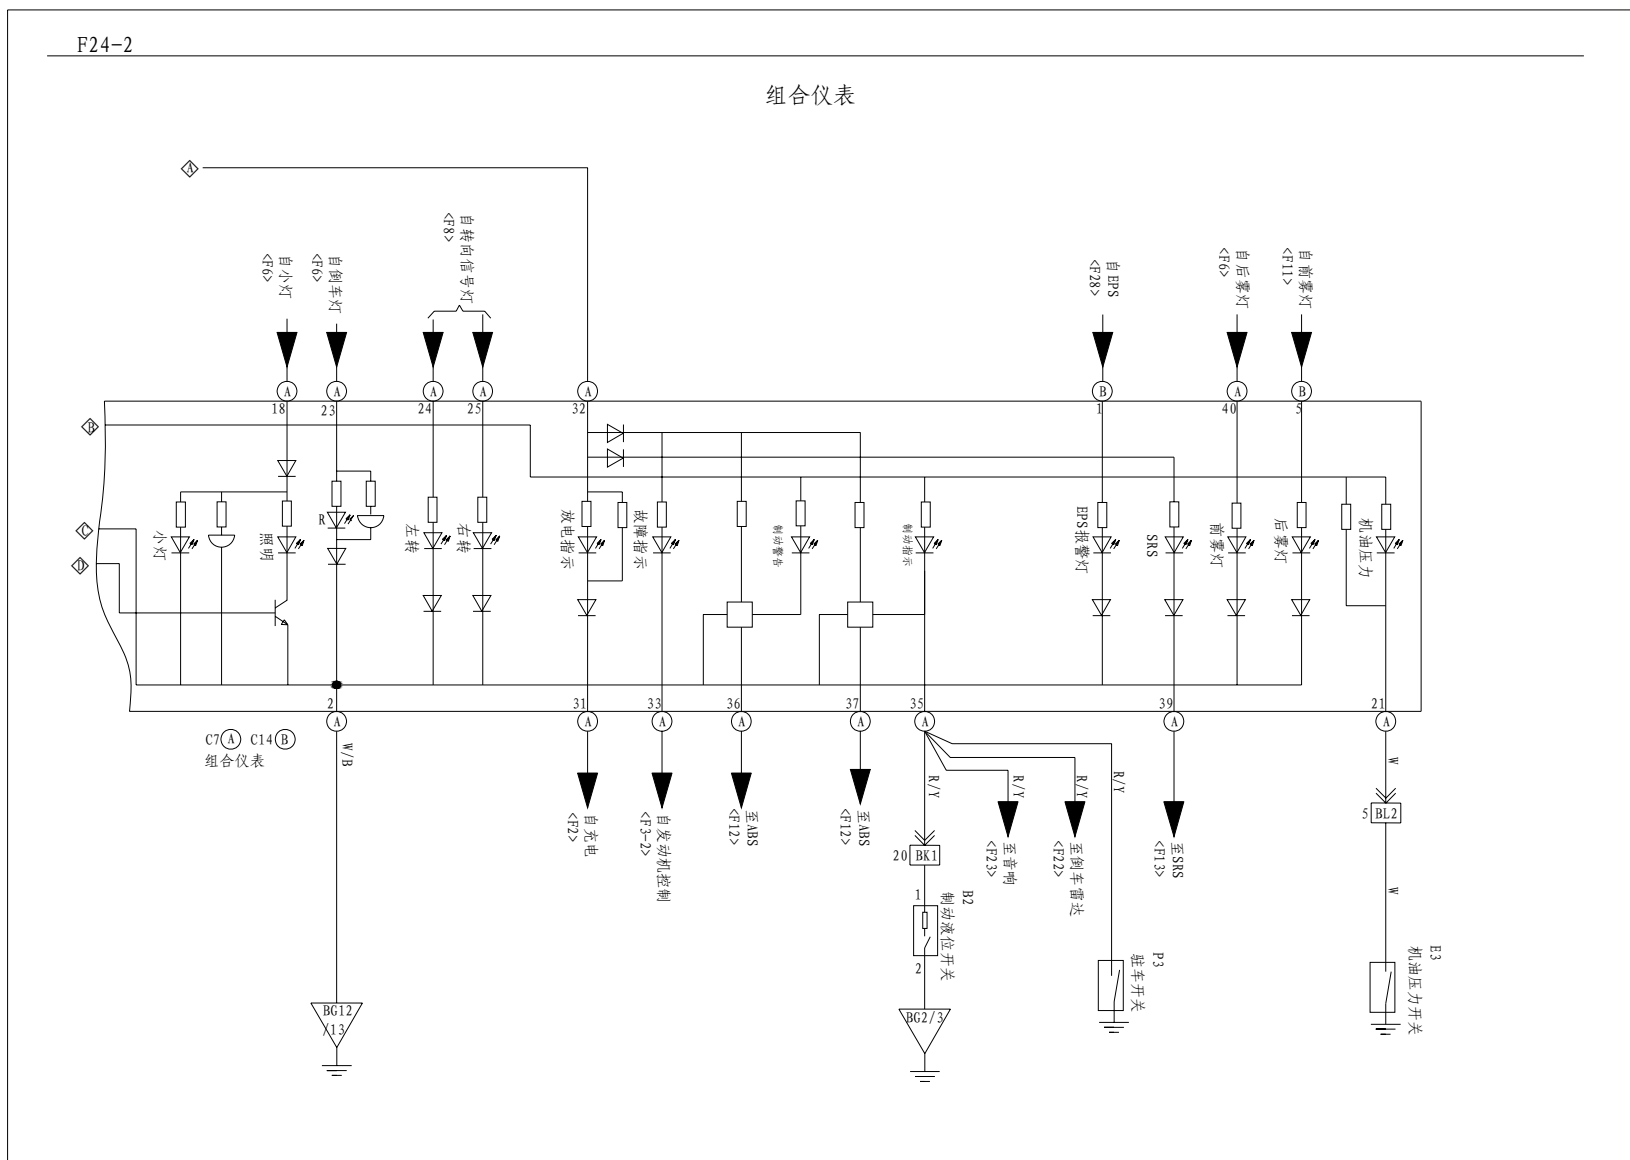 F24-2
组合仪表
A
自小灯
<F6>
自倒车灯
<F6>
自转向信号灯
<F8>
自EPS
<F28>
自后雾灯
<F6>
自前雾灯
<F11>
A
A
A
A
A
B
A
B
18
23
24
25
32
1
40
5
B
C
D
小灯
照明
R
左转
右转
放电指示
故障指示
制动警告
制动指示
EPS报警灯
SRS
前雾灯
后雾灯
机油压力
2
31
33
36
37
35
39
21
A
A
A
A
A
A
A
A
C7 A C14 B
组合仪表
W/B
自充电
<F2>
自发动机控制
<F3-2>
至ABS
<F12>
至ABS
<F12>
R/Y
R/Y
R/Y
R/Y
至音响
<F23>
至倒车雷达
<F22>
至SRS
<F13>
W
5 BL2
W
20 BK1
1
2
B2
制动液位开关
P3
驻车开关
E3
机油压力开关
BG12
/13
BG2/3